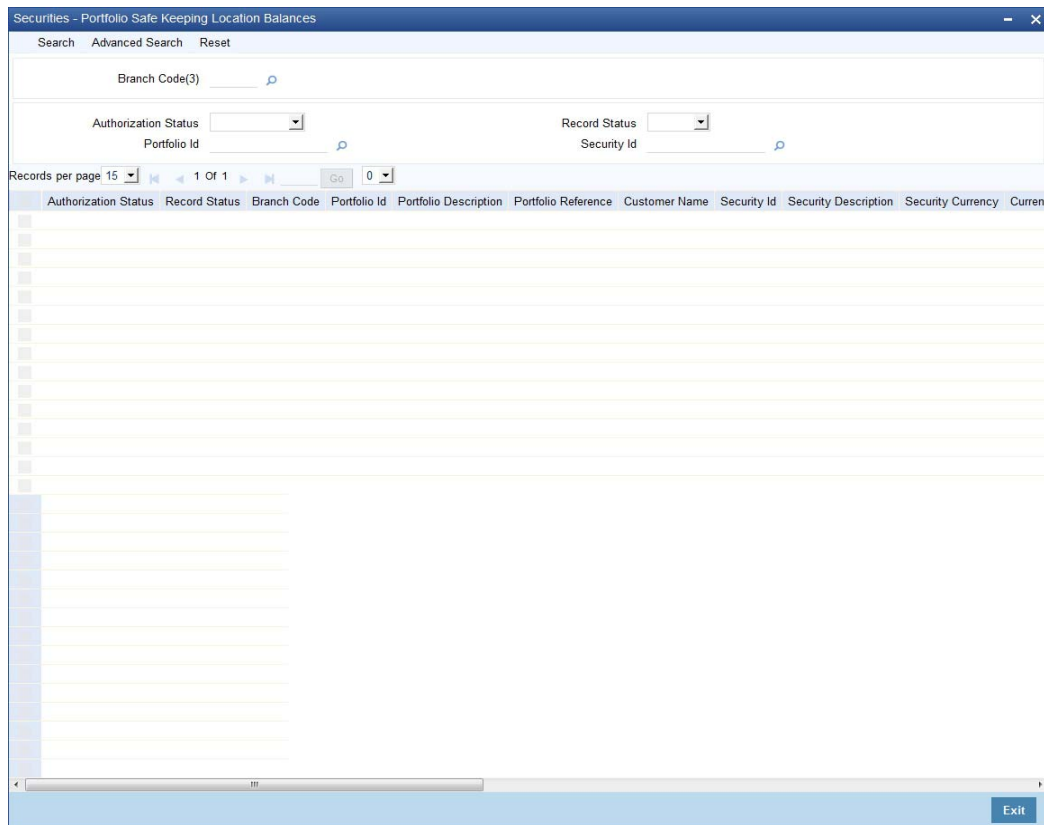 Securities - Portfolio Safe Keeping Location Balances
Search Advanced Search Reset
Branch Code(3)
Authorization Status Record Status
Portfolio Id Security Id
Records per page 15 1 Of 1 Go 0
Authorization Status Record Status Branch Code Portfolio Id Portfolio Description Portfolio Reference Customer Name Security Id Security Description Security Currency Curren
Exit